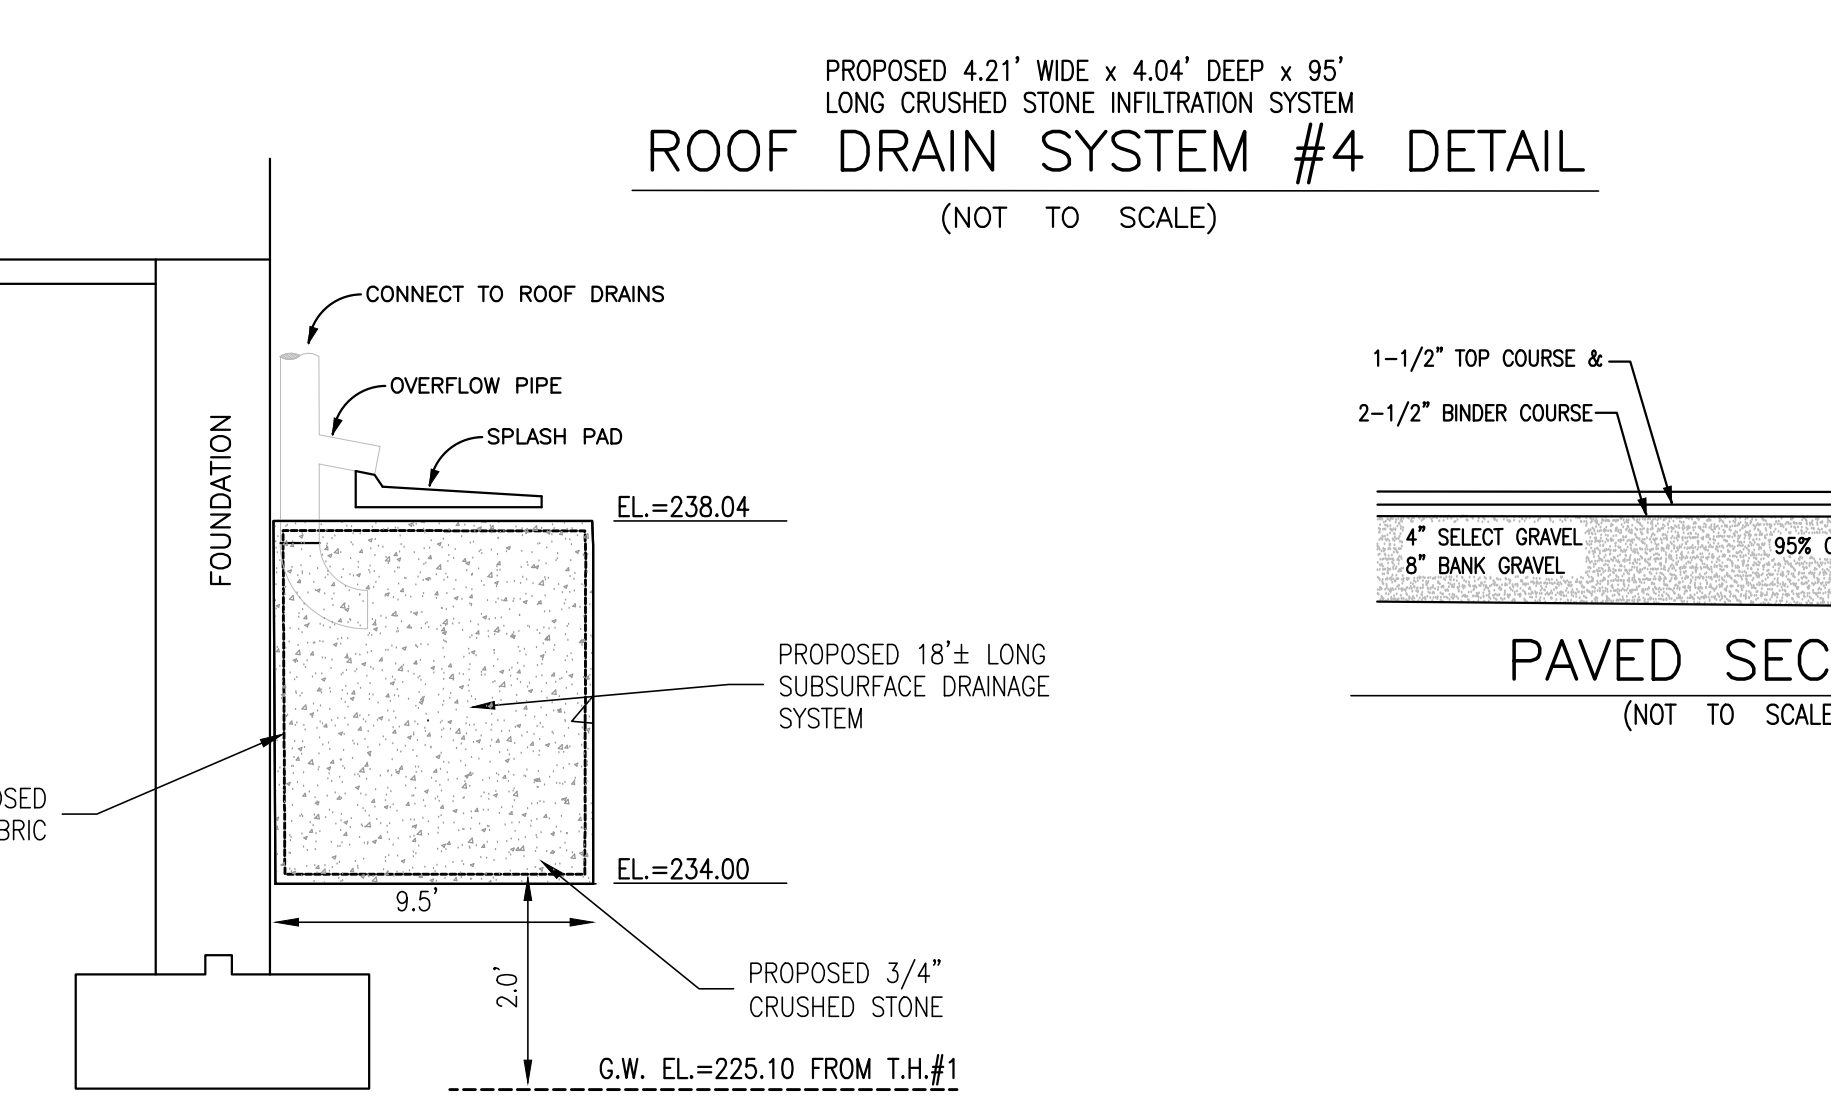 PROPOSED 4.21' WIDE x 4.04' DEEP x 95'
LONG CRUSHED STONE INFILTRATION SYSTEM
ROOF DRAIN SYSTEM #4 DETAIL
(NOT TO SCALE)
CONNECT TO ROOF DRAINS
OVERFLOW PIPE
SPLASH PAD
FOUNDATION
EL.=238.04
PROPOSED 18'± LONG
SUBSURFACE DRAINAGE
SYSTEM
OSED
BRIC
EL.=234.00
9.5'
2.0'
PROPOSED 3/4"
CRUSHED STONE
G.W. EL.=225.10 FROM T.H.#1
1-1/2" TOP COURSE &
2-1/2" BINDER COURSE
4" SELECT GRAVEL
8" BANK GRAVEL
95%
PAVED SEC
(NOT TO SCALE